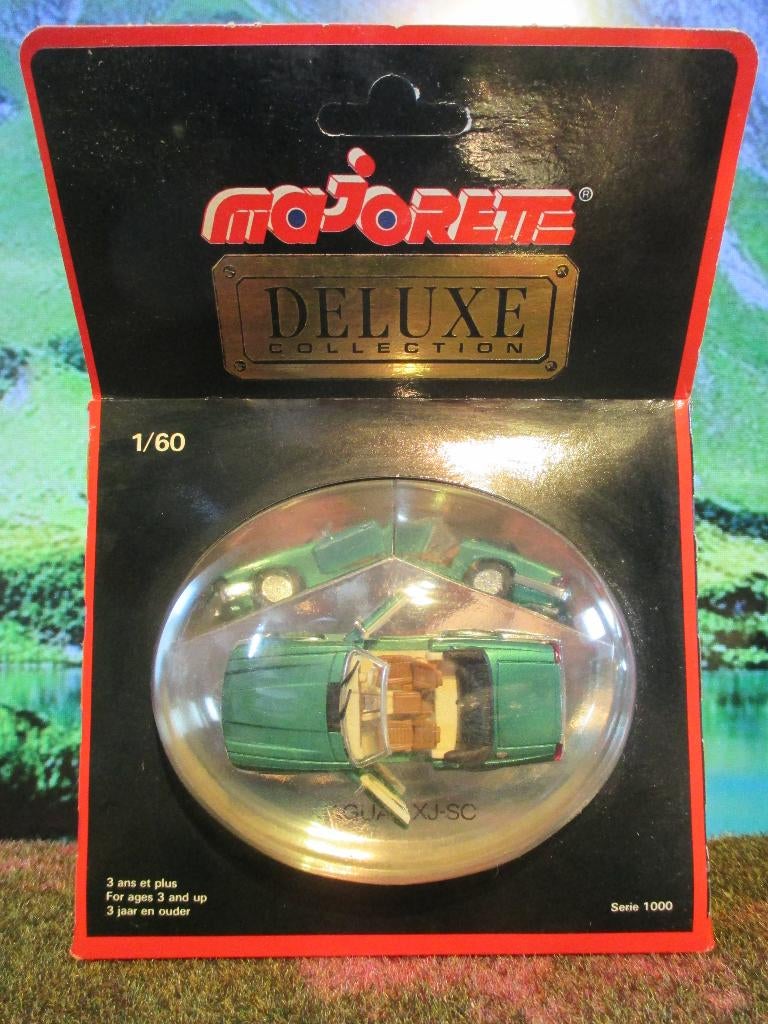 majorette®
DELUXE
COLLECTION
1/60
XJ-SC
3 ans et plus
For ages 3 and up
3 jaar en ouder
Serie 1000